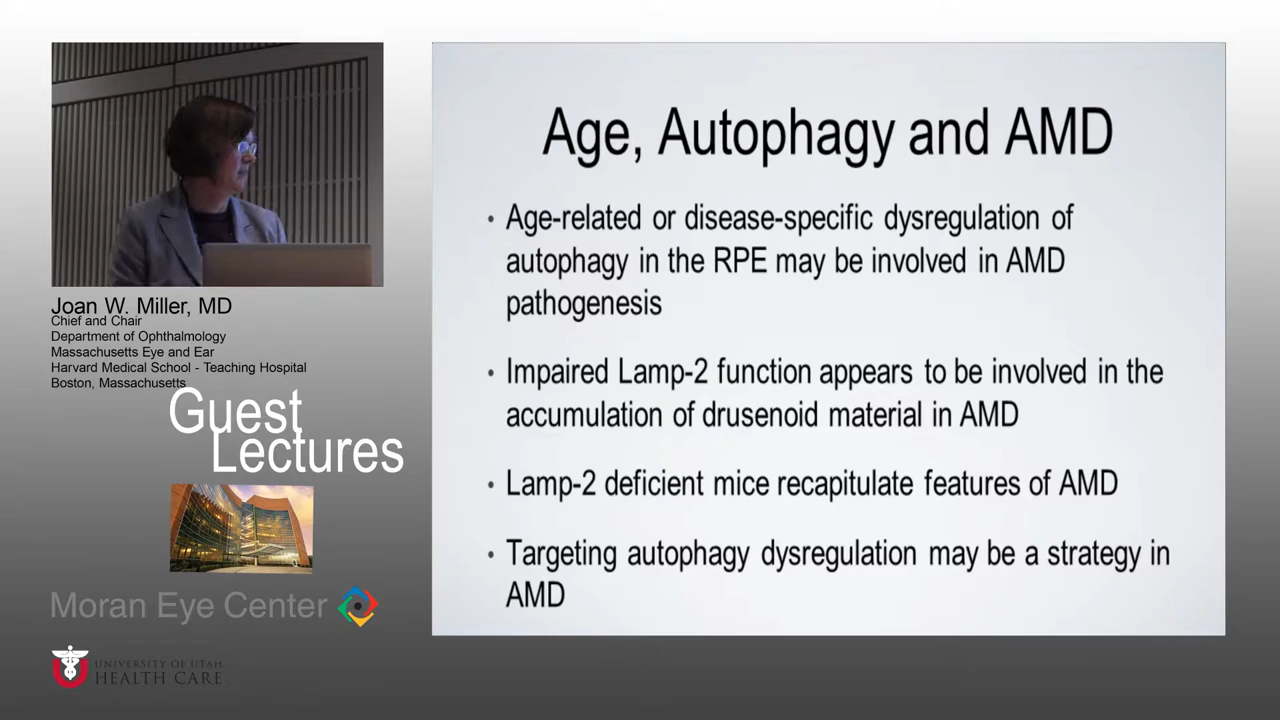 Age, Autophagy and AMD
• Age-related or disease-specific dysregulation of
autophagy in the RPE may be involved in AMD
pathogenesis
• Impaired Lamp-2 function appears to be involved in the
accumulation of drusenoid material in AMD
• Lamp-2 deficient mice recapitulate features of AMD
• Targeting autophagy dysregulation may be a strategy in
AMD
Joan W. Miller, MD
Chief and Chair
Department of Ophthalmology
Massachusetts Eye and Ear
Harvard Medical School - Teaching Hospital
Boston, Massachusetts
Guest
Lectures
Moran Eye Center
UNIVERSITY OF UTAH
HEALTH CARE